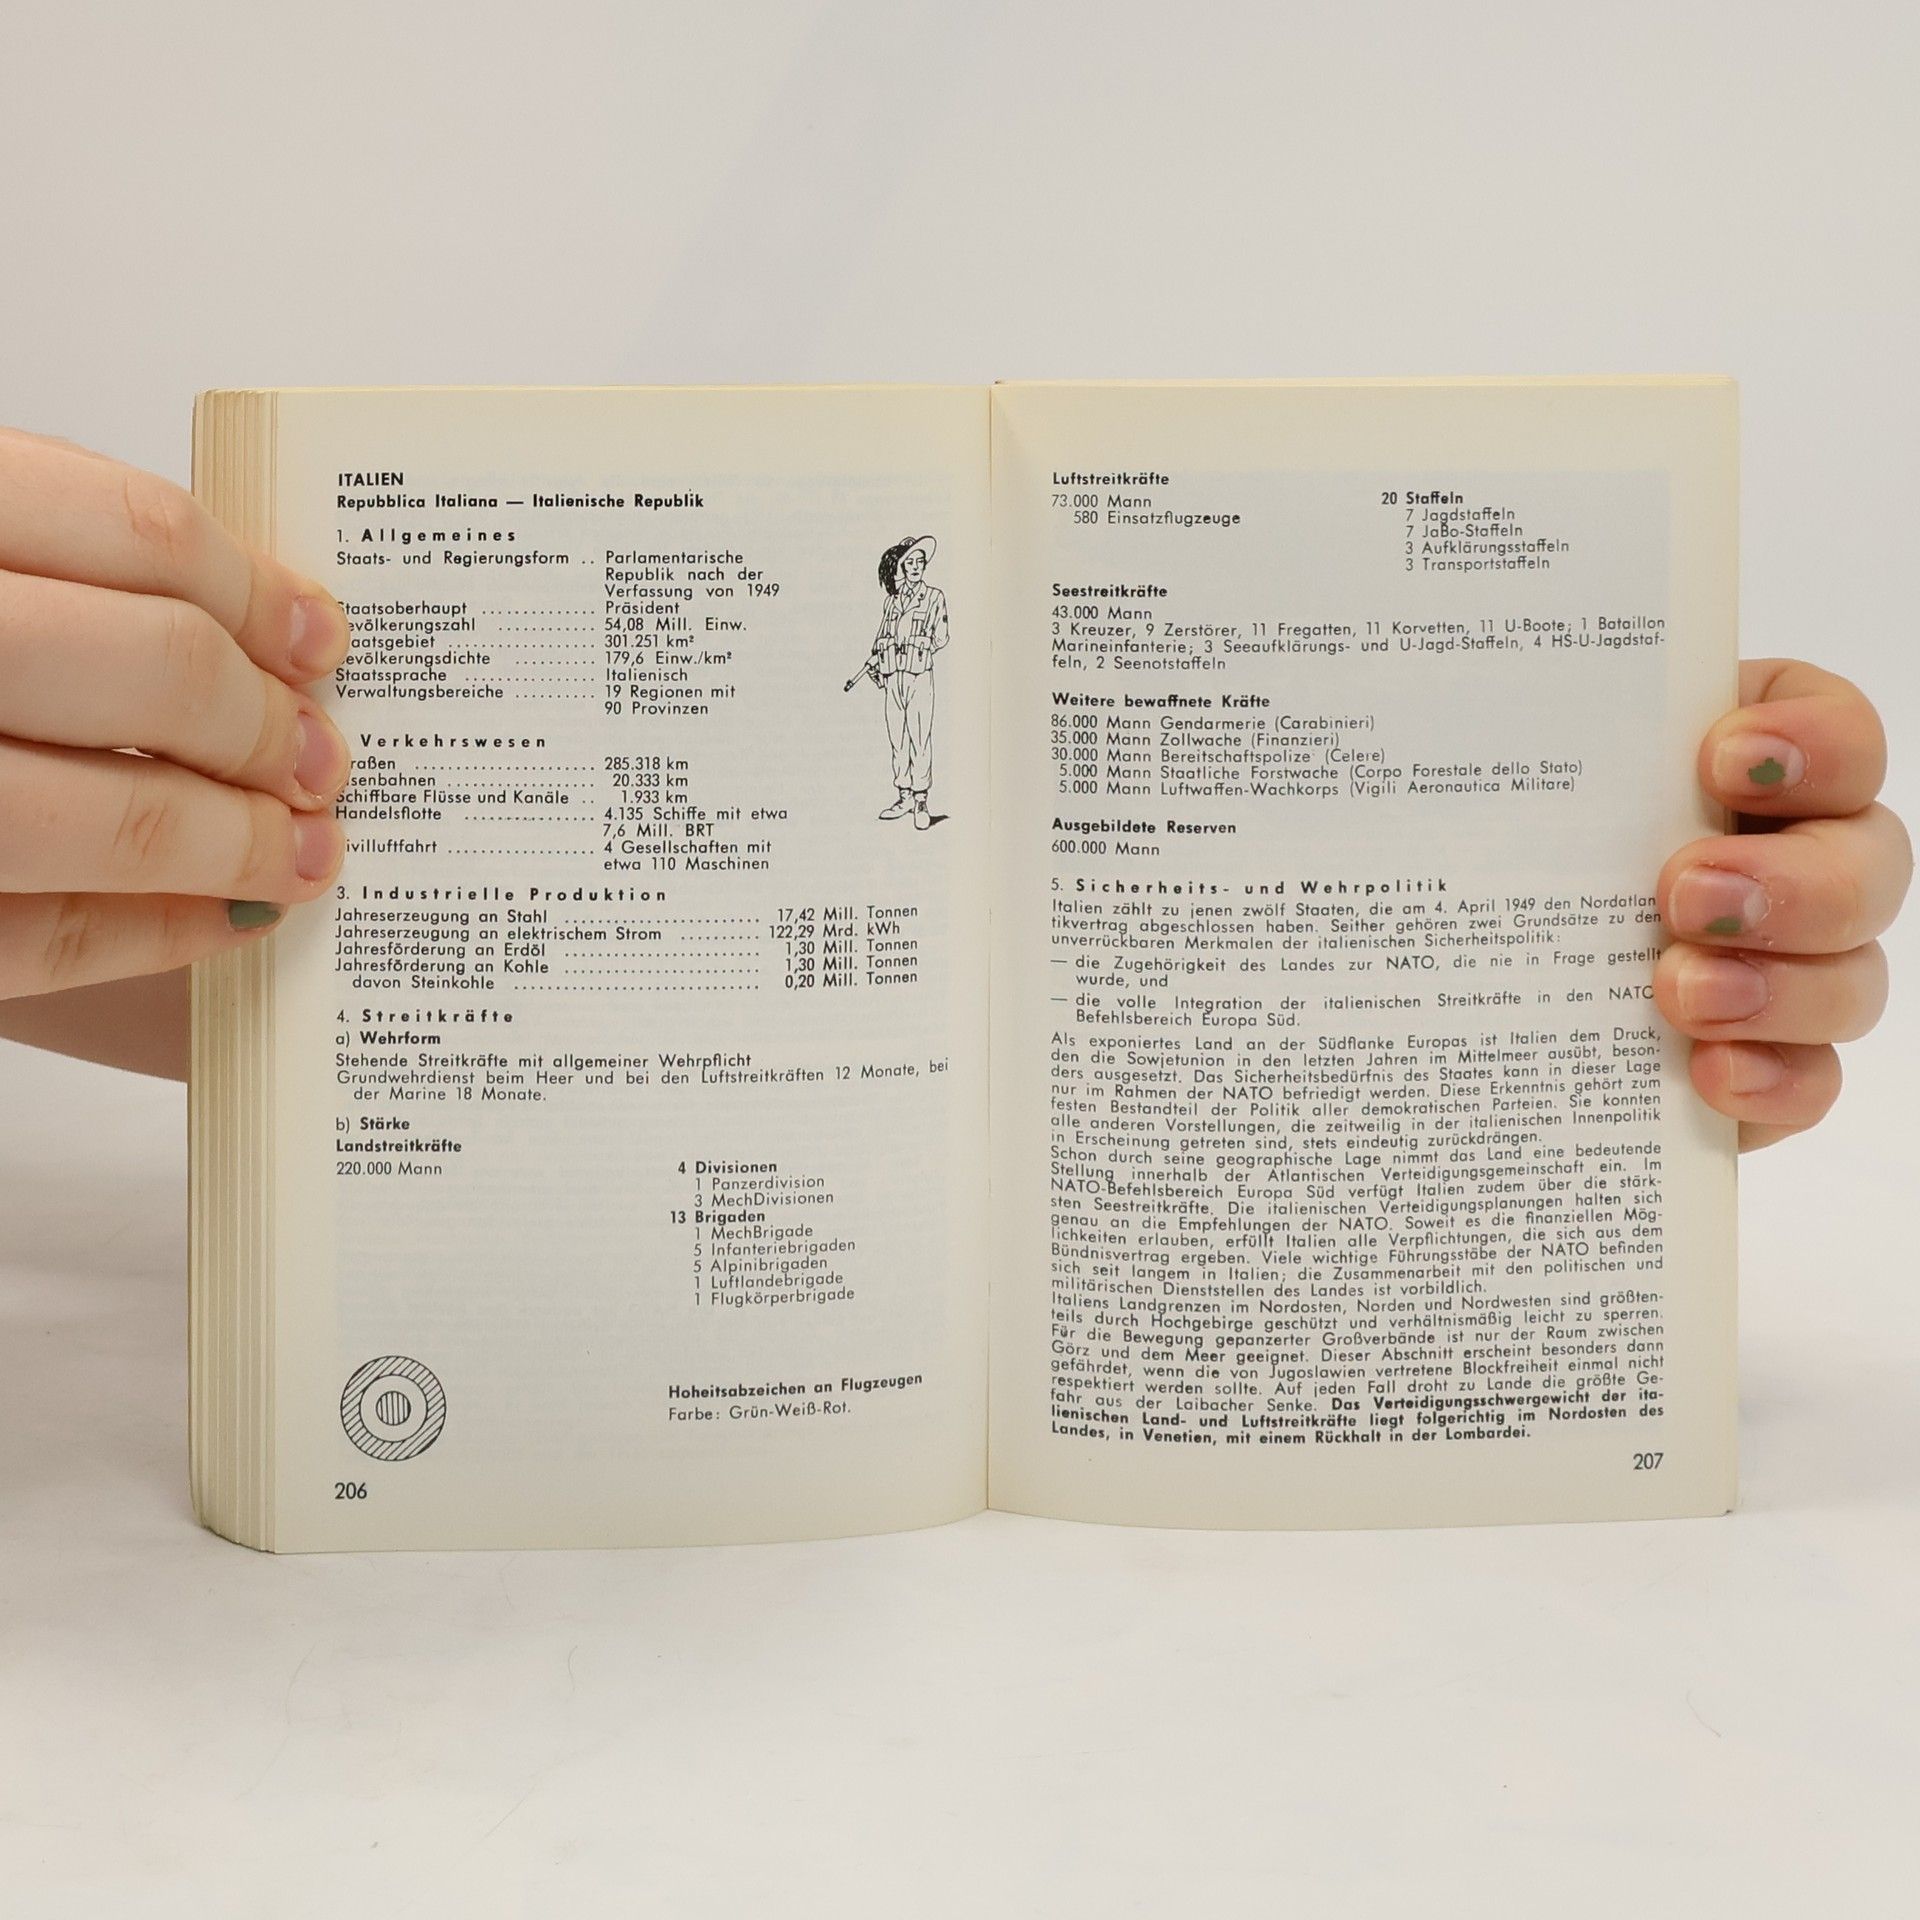 ITALIEN
Repubblica Italiana — Italienische Republik
1. Allgemeines
Staats- und Regierungsform .. Parlamentarische
Republik nach der
Verfassung von 1949
Staatsoberhaupt ............. Präsident
evölkerungszahl ............ 54,08 Mill. Einw.
aatsgebiet .................. 301.251 km²
evölkerungsdichte .......... 179,6 Einw./km²
Staatssprache ................ Italienisch
Verwaltungsbereiche .......... 19 Regionen mit
90 Provinzen
Verkehrswesen
raßen ...................... 285.318 km
senbahnen .................. 20.333 km
Schiffbare Flüsse und Kanäle .. 1.933 km
Handelsflotte ................ 4.135 Schiffe mit etwa
7,6 Mill. BRT
ivilluftfahrt .................. 4 Gesellschaften mit
etwa 110 Maschinen
3. Industrielle Produktion
Jahreserzeugung an Stahl ........................ 17,42 Mill. Tonnen
Jahreserzeugung an elektrischem Strom .......... 122,29 Mrd. kWh
Jahresförderung an Erdöl ........................... 1,30 Mill. Tonnen
Jahresförderung an Kohle ........................ 1,30 Mill. Tonnen
davon Steinkohle .............................. 0,20 Mill. Tonnen
4. Streitkräfte
a) Wehrform
Stehende Streitkräfte mit allgemeiner Wehrpflicht
Grundwehrdienst beim Heer und bei den Luftstreitkräften 12 Monate, bei
der Marine 18 Monate.
b) Stärke
Landstreitkräfte
220.000 Mann
4 Divisionen
1 Panzerdivision
3 MechDivisionen
13 Brigaden
1 MechBrigade
5 Infanteriebrigaden
5 Alpinibrigaden
1 Luftlandebrigade
1 Flugkörperbrigade
Hoheitsabzeichen an Flugzeugen
Farbe: Grün-Weiß-Rot.
206
Luftstreitkräfte
73.000 Mann
580 Einsatzflugzeuge
20 Staffeln
7 Jagdstaffeln
7 JaBo-Staffeln
3 Aufklärungsstaffeln
3 Transportstaffeln
Seestreitkräfte
43.000 Mann
3 Kreuzer, 9 Zerstörer, 11 Fregatten, 11 Korvetten, 11 U-Boote; 1 Bataillon
Marineinfanterie; 3 Seeaufklärungs- und U-Jagd-Staffeln, 4 HS-U-Jagdstaf-
feln, 2 Seenotstaffeln
Weitere bewaffnete Kräfte
86.000 Mann Gendarmerie (Carabinieri)
35.000 Mann Zollwache (Finanzieri)
30.000 Mann Bereitschaftspolize (Celere)
5.000 Mann Staatliche Forstwache (Corpo Forestale dello Stato)
5.000 Mann Luftwaffen-Wachkorps (Vigili Aeronautica Militare)
Ausgebildete Reserven
600.000 Mann
5. Sicherheits- und Wehrpolitik
Italien zählt zu jenen zwölf Staaten, die am 4. April 1949 den Nordatlan
tikvertrag abgeschlossen haben. Seither gehören zwei Grundsätze zu den
unverrückbaren Merkmalen der italienischen Sicherheitspolitik:
— die Zugehörigkeit des Landes zur NATO, die nie in Frage gestellt
wurde, und
— die volle Integration der italienischen Streitkräfte in den NATO
Befehlsbereich Europa Süd.
Als exponiertes Land an der Südflanke Europas ist Italien dem Druck,
den die Sowjetunion in den letzten Jahren im Mittelmeer ausübt, beson-
ders ausgesetzt. Das Sicherheitsbedürfnis des Staates kann in dieser Lage
nur im Rahmen der NATO befriedigt werden. Diese Erkenntnis gehört zum
festen Bestandteil der Politik aller demokratischen Parteien. Sie konnten
alle anderen Vorstellungen, die zeitweilig in der italienischen Innenpolitik
in Erscheinung getreten sind, stets eindeutig zurückdrängen.
Schon durch seine geographische Lage nimmt das Land eine bedeutende
Stellung innerhalb der Atlantischen Verteidigungsgemeinschaft ein. Im
NATO-Befehlsbereich Europa Süd verfügt Italien zudem über die stärk-
sten Seestreitkräfte. Die italienischen Verteidigungsplanungen halten sich
genau an die Empfehlungen der NATO. Soweit es die finanziellen Mög-
lichkeiten erlauben, erfüllt Italien alle Verpflichtungen, die sich aus dem
Bündnisvertrag ergeben. Viele wichtige Führungsstäbe der NATO befinden
sich seit langem in Italien; die Zusammenarbeit mit den politischen und
militärischen Dienststellen des Landes ist vorbildlich.
Italiens Landgrenzen im Nordosten, Norden und Nordwesten sind größten-
teils durch Hochgebirge geschützt und verhältnismäßig leicht zu sperren.
Für die Bewegung gepanzerter Großverbände ist nur der Raum zwischen
Görz und dem Meer geeignet. Dieser Abschnitt erscheint besonders dann
gefährdet, wenn die von Jugoslawien vertretene Blockfreiheit einmal nicht
respektiert werden sollte. Auf jeden Fall droht zu Lande die größte Ge-
fahr aus der Laibacher Senke. Das Verteidigungsschwergewicht der ita-
lienischen Land- und Luftstreitkräfte liegt folgerichtig im Nordosten des
Landes, in Venetien, mit einem Rückhalt in der Lombardei.
207